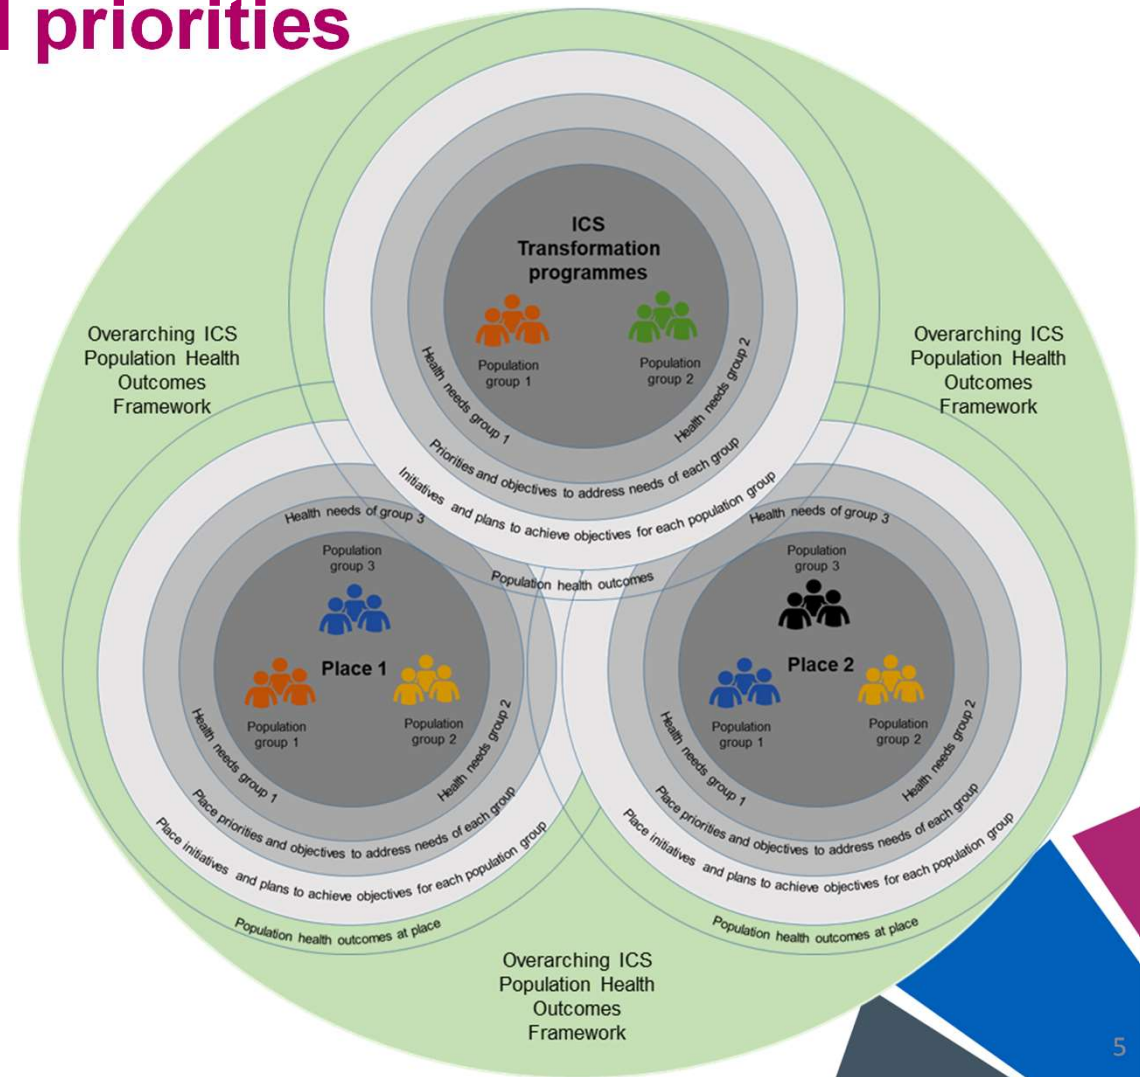 l priorities
ICS
Transformation
programmes
Population
group 1
Population
group 2
Health needs group 1
Health needs group 2
Priorities and objectives to address needs of each group
Initiatives and plans to achieve objectives for each population group
Population health outcomes
Overarching ICS
Population Health
Outcomes
Framework
Overarching ICS
Population Health
Outcomes
Framework
Health needs of group 3
Population
group 3
Place 1
Population
group 1
Population
group 2
Health needs group 1
Health needs group 2
Place priorities and objectives to address needs of each group
Place initiatives and plans to achieve objectives for each population group
Population health outcomes at place
Health needs of group 3
Population
group 3
Place 2
Population
group 1
Population
group 2
Health needs group 1
Health needs group 2
Place priorities and objectives to address needs of each group
Place initiatives and plans to achieve objectives for each population group
Population health outcomes at place
Overarching ICS
Population Health
Outcomes
Framework
5